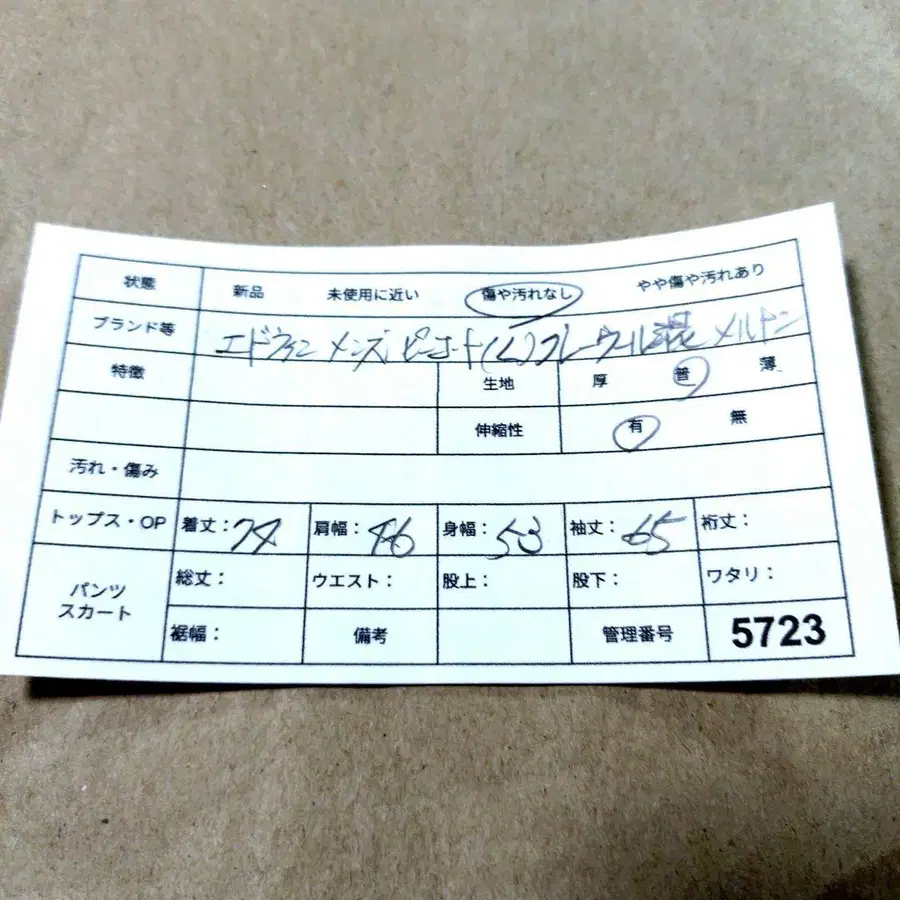 状態 新品 未使用に近い 傷や汚れなし やや傷や汚れあり
ブランド等 エドウィン メンズ ピーコート(L)グレー ウール混 メルトン
特徴 生地 厚 普 薄
伸縮性 有 無
汚れ・傷み
トップス・OP 着丈：74 肩幅：46 身幅：53 袖丈：65 裄丈：
パンツ スカート 総丈： ウエスト： 股上： 股下： ワタリ：
裾幅： 備考 管理番号 5723